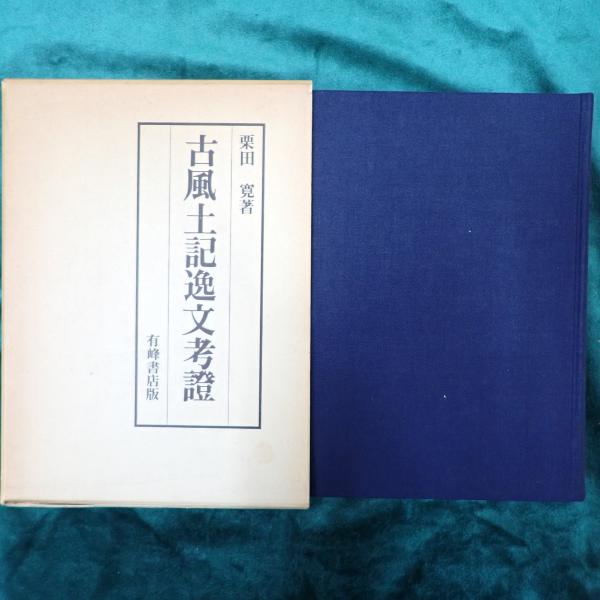 栗田 寛著
古風土記逸文考證
有峰書店版